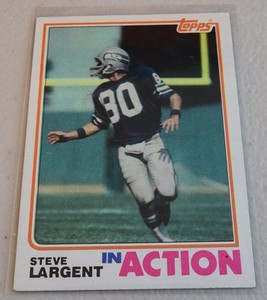 topps
80
STEVE
LARGENT IN ACTION